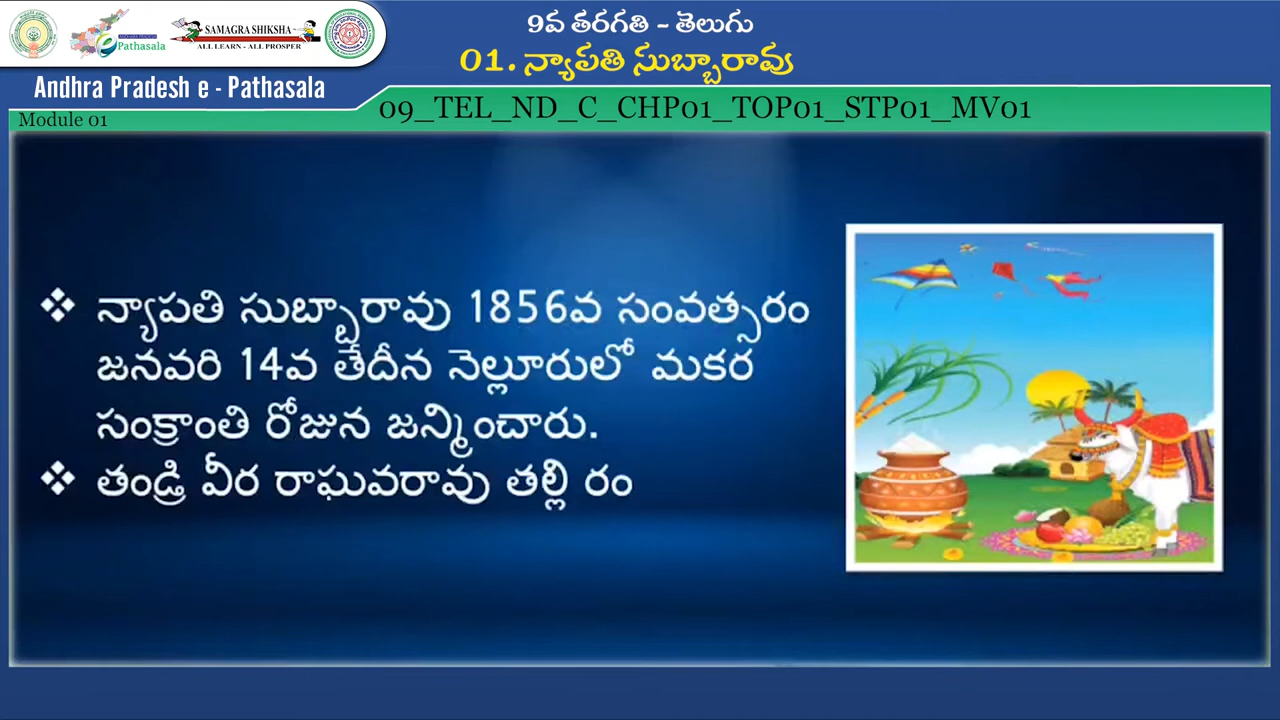 Pathasala
SAMAGRA SHIKSHA
ALL LEARN - ALL PROSPER
Andhra Pradesh e - Pathasala
9వ తరగతి - తెలుగు
01. న్యాపతి సుబ్బారావు
Module 01
09_TEL_ND_C_CHP01_TOP01_STP01_MV01
❖ న్యాపతి సుబ్బారావు 1856వ సంవత్సరం
జనవరి 14వ తేదీన నెల్లూరులో మకర
సంక్రాంతి రోజున జన్మించారు.
❖ తండ్రి వీర రాఘవరావు తల్లి రం